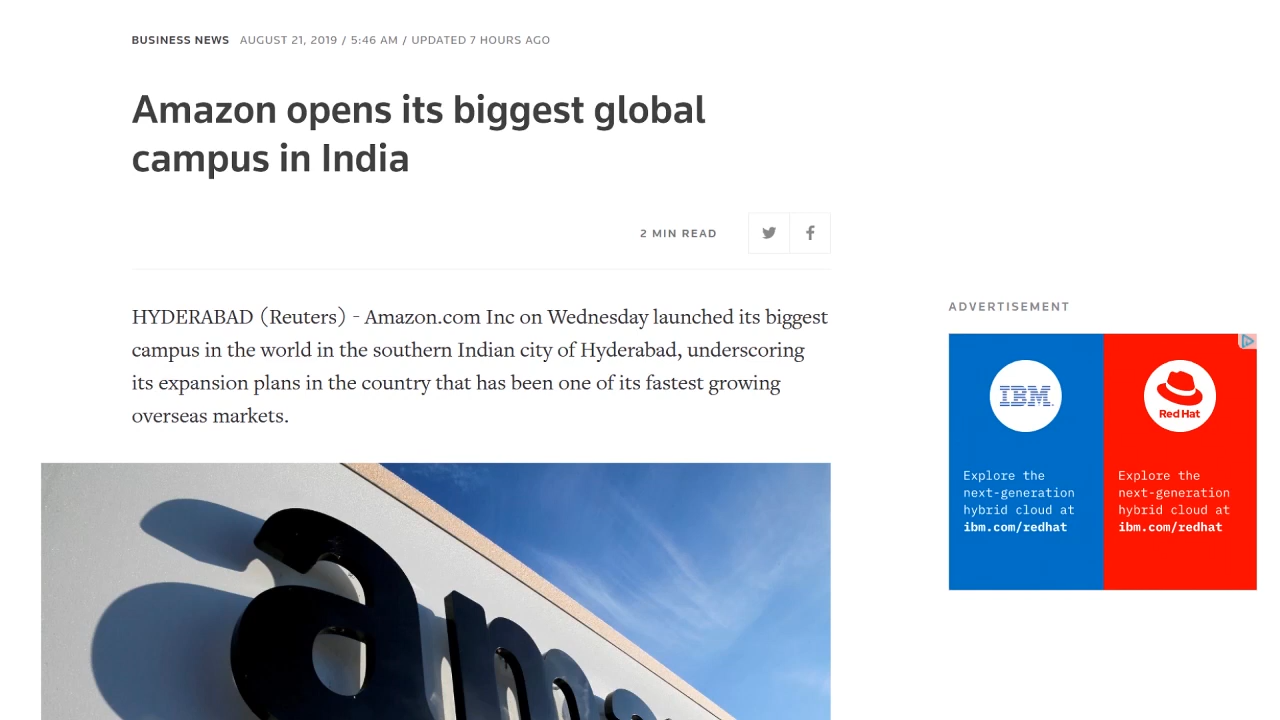 BUSINESS NEWS AUGUST 21, 2019 / 5:46 AM / UPDATED 7 HOURS AGO
Amazon opens its biggest global
campus in India
2 MIN READ
HYDERABAD (Reuters) - Amazon.com Inc on Wednesday launched its biggest
campus in the world in the southern Indian city of Hyderabad, underscoring
its expansion plans in the country that has been one of its fastest growing
overseas markets.
ADVERTISEMENT
IBM.
Explore the
next-generation
hybrid cloud at
ibm.com/redhat
Red Hat
Explore the
next-generation
hybrid cloud at
ibm.com/redhat